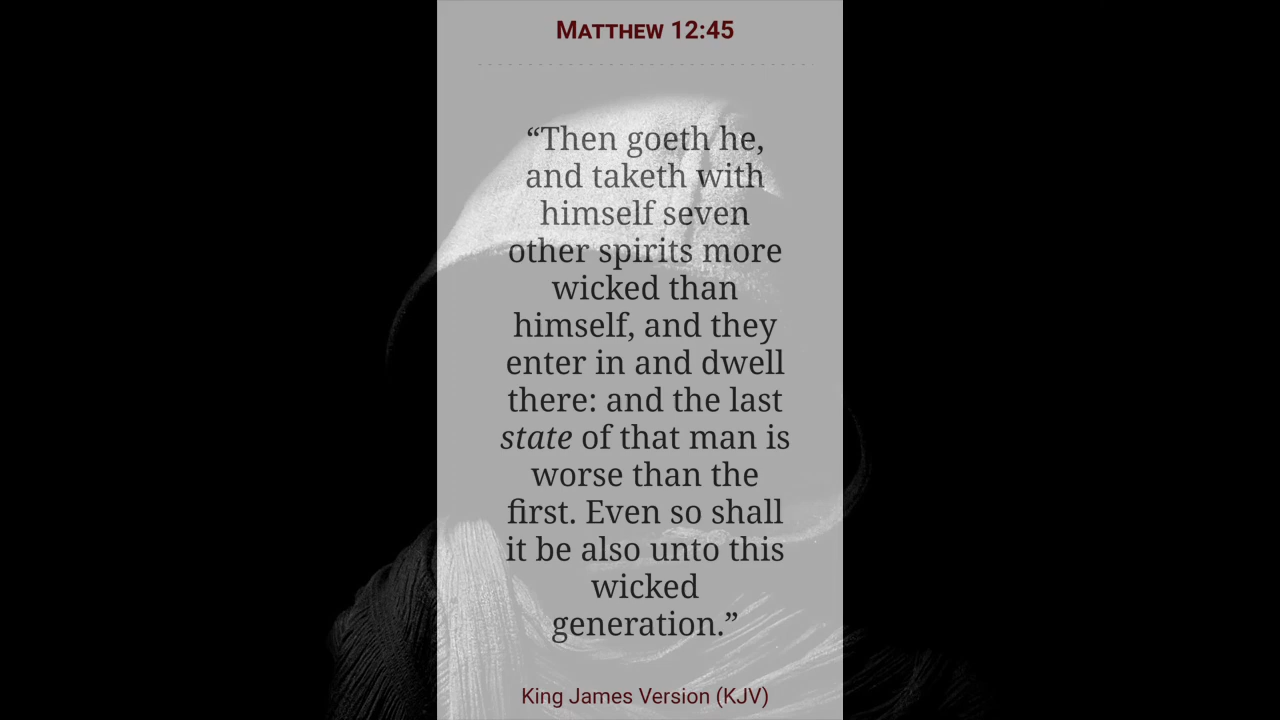 Matthew 12:45
“Then goeth he,
and taketh with
himself seven
other spirits more
wicked than
himself, and they
enter in and dwell
there: and the last
state of that man is
worse than the
first. Even so shall
it be also unto this
wicked
generation.”
King James Version (KJV)